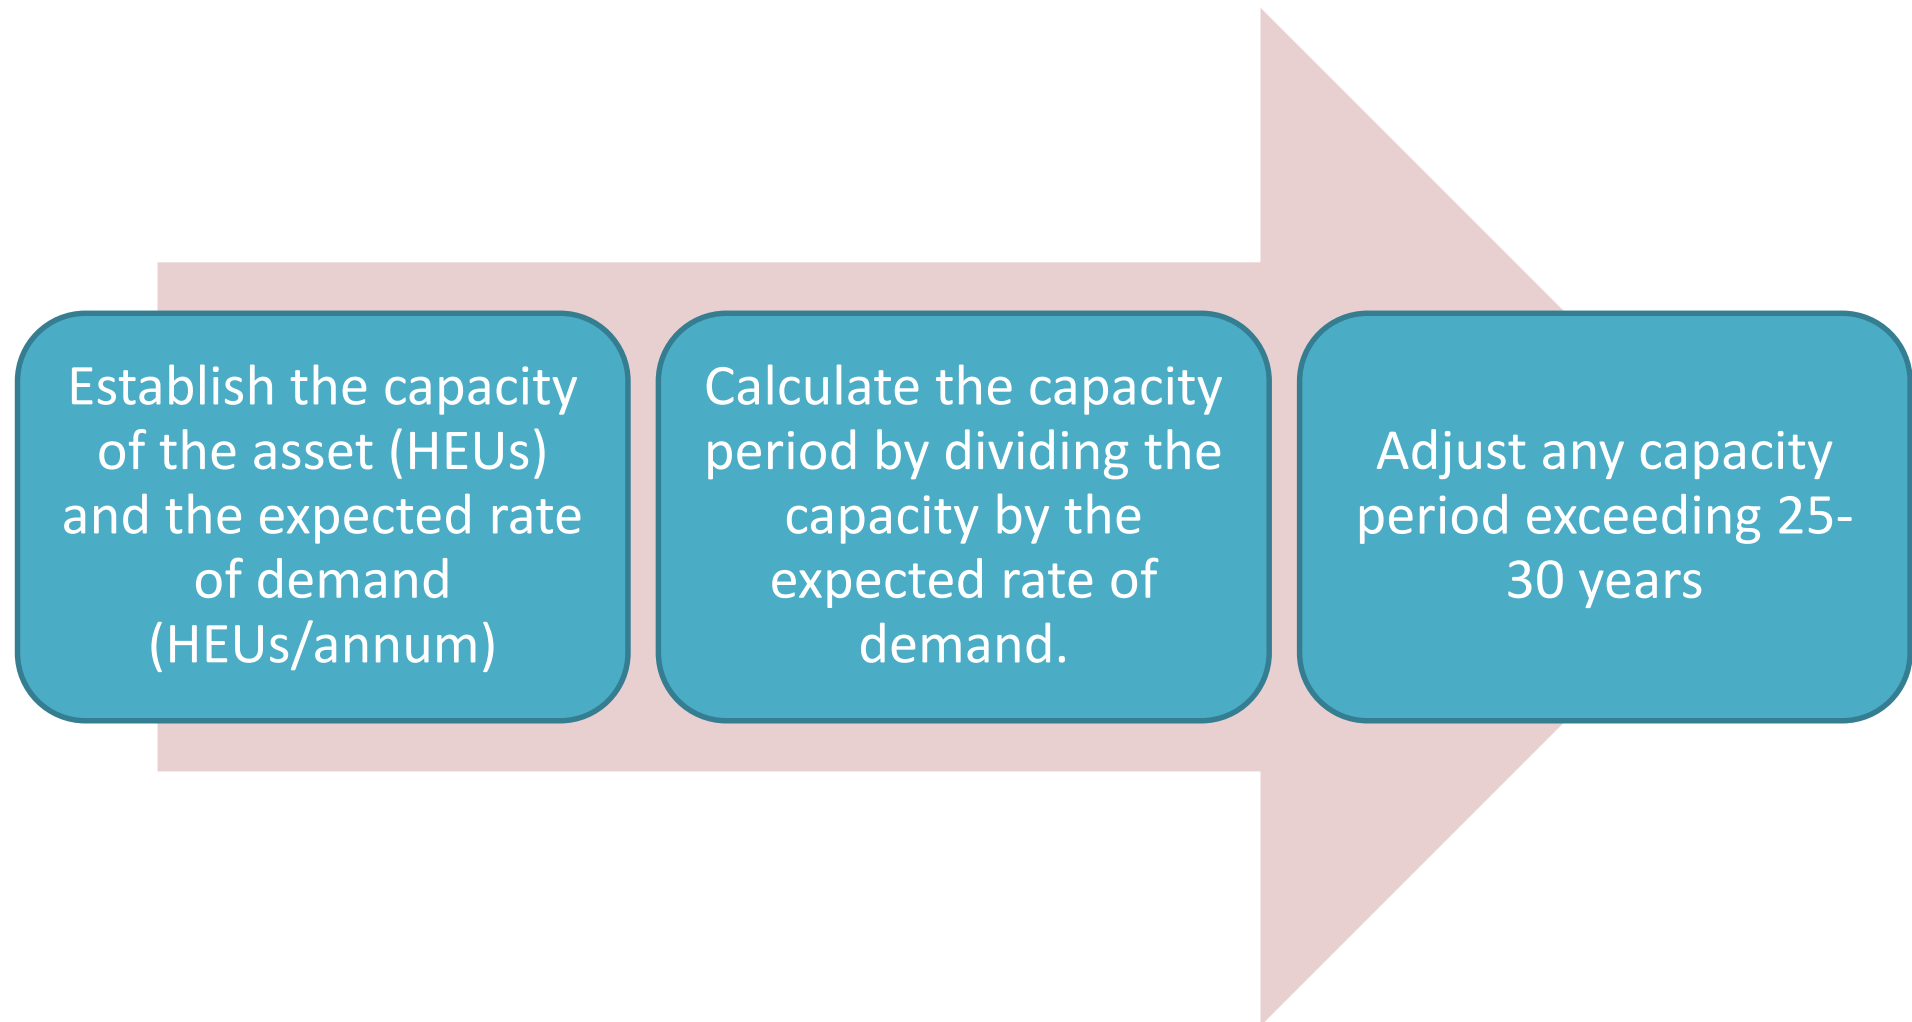 Establish the capacity
of the asset (HEUs)
and the expected rate
of demand
(HEUs/annum)
Calculate the capacity
period by dividing the
capacity by the
expected rate of
demand.
Adjust any capacity
period exceeding 25-
30 years